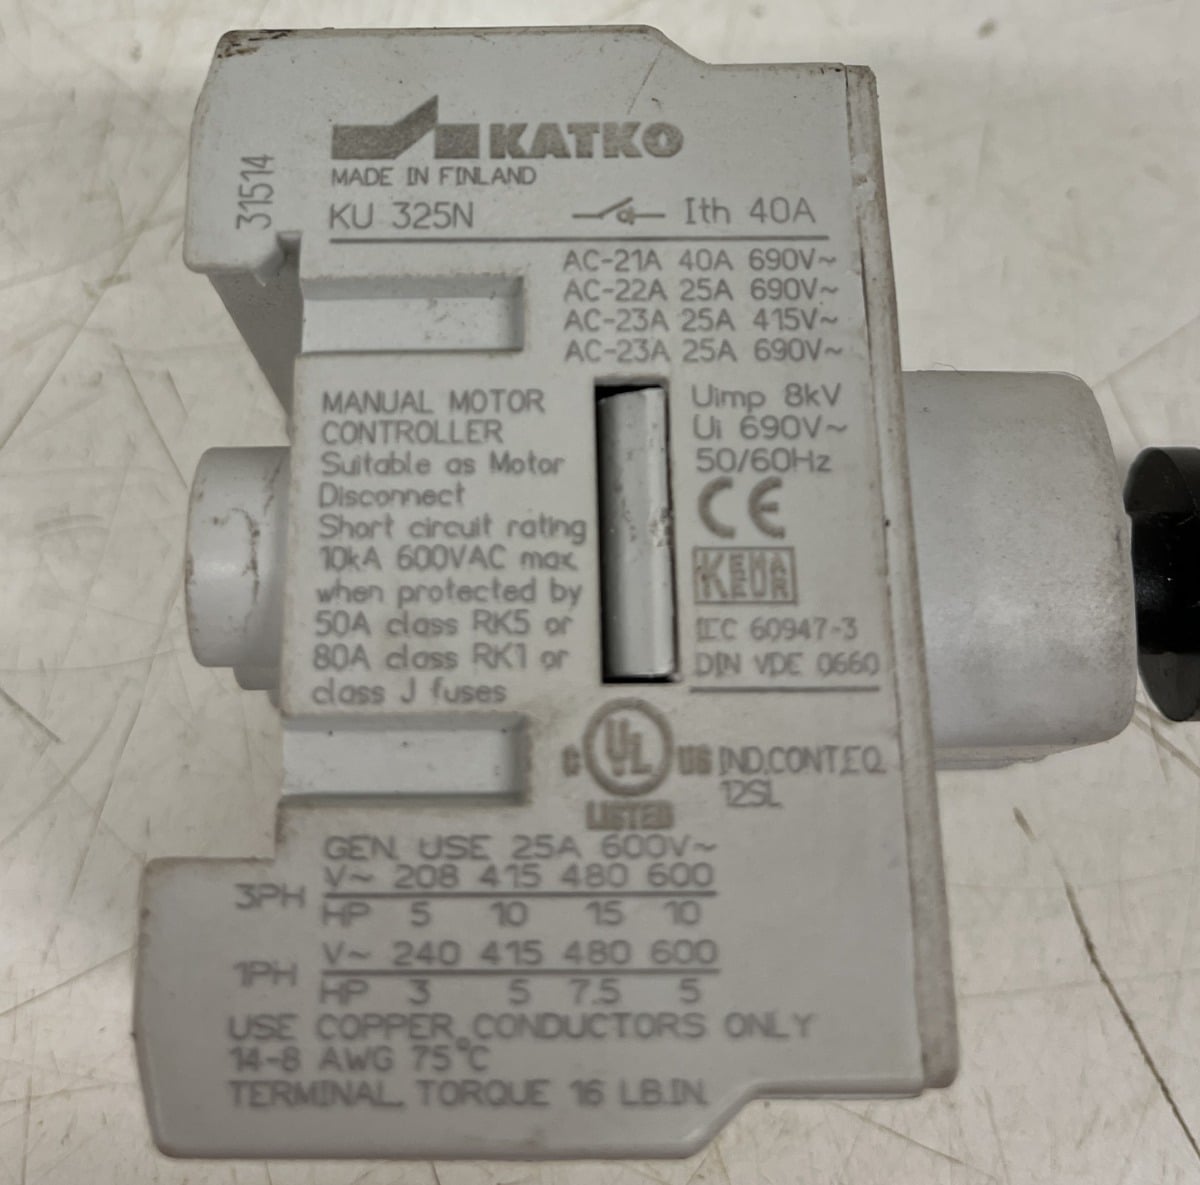 KATKO
MADE IN FINLAND
31514
KU 325N Ith 40A
AC-21A 40A 690V~
AC-22A 25A 690V~
AC-23A 25A 415V~
AC-23A 25A 690V~
MANUAL MOTOR
CONTROLLER
Suitable as Motor
Disconnect
Short circuit rating
10kA 600VAC max.
when protected by
50A class RK5 or
80A class RK1 or
class J fuses
Uimp 8kV
Ui 690V~
50/60Hz
CE
KEMA
KEUR
IEC 60947-3
DIN VDE 0660
C UL US
LISTED
IND.CONT.EQ.
12SL
GEN. USE 25A 600V~
3PH
V~ 208 415 480 600
HP 5 10 15 10
1PH
V~ 240 415 480 600
HP 3 5 7.5 5
USE COPPER CONDUCTORS ONLY
14-8 AWG 75°C
TERMINAL TORQUE 16 LB.IN.